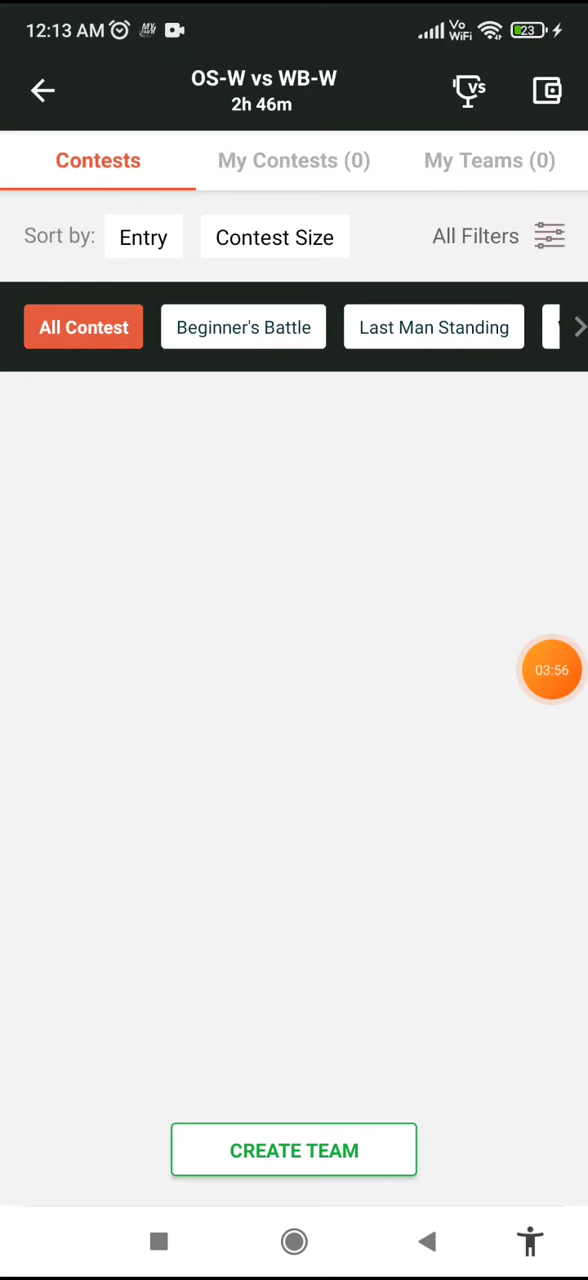 12:13 AM
Vo
WiFi
23
OS-W vs WB-W
2h 46m
VS
Contests
My Contests (0)
My Teams (0)
Sort by:
Entry
Contest Size
All Filters
All Contest
Beginner's Battle
Last Man Standing
03:56
CREATE TEAM